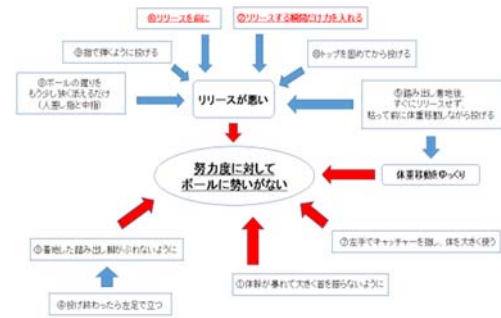 ⑥リリースを前に
②リリースする瞬間だけ力を入れる
⑨指で弾くように投げる
⑩トップを固めてから投げる
⑧ボールの握りを
もう少し狭く添えるだけ
（人差し指と中指）
リリースが悪い
⑤踏み出し着地後、
すぐにリリースせず、
粘って前に体重移動しながら投げる
努力度に対して
ボールに勢いがない
体重移動をゆっくり
③着地した踏み出し脚がぶれないように
⑦左手でキャッチャーを指し、体を大きく使う
④投げ終わったら左足で立つ
①体幹が暴れて大きく首を振らないように